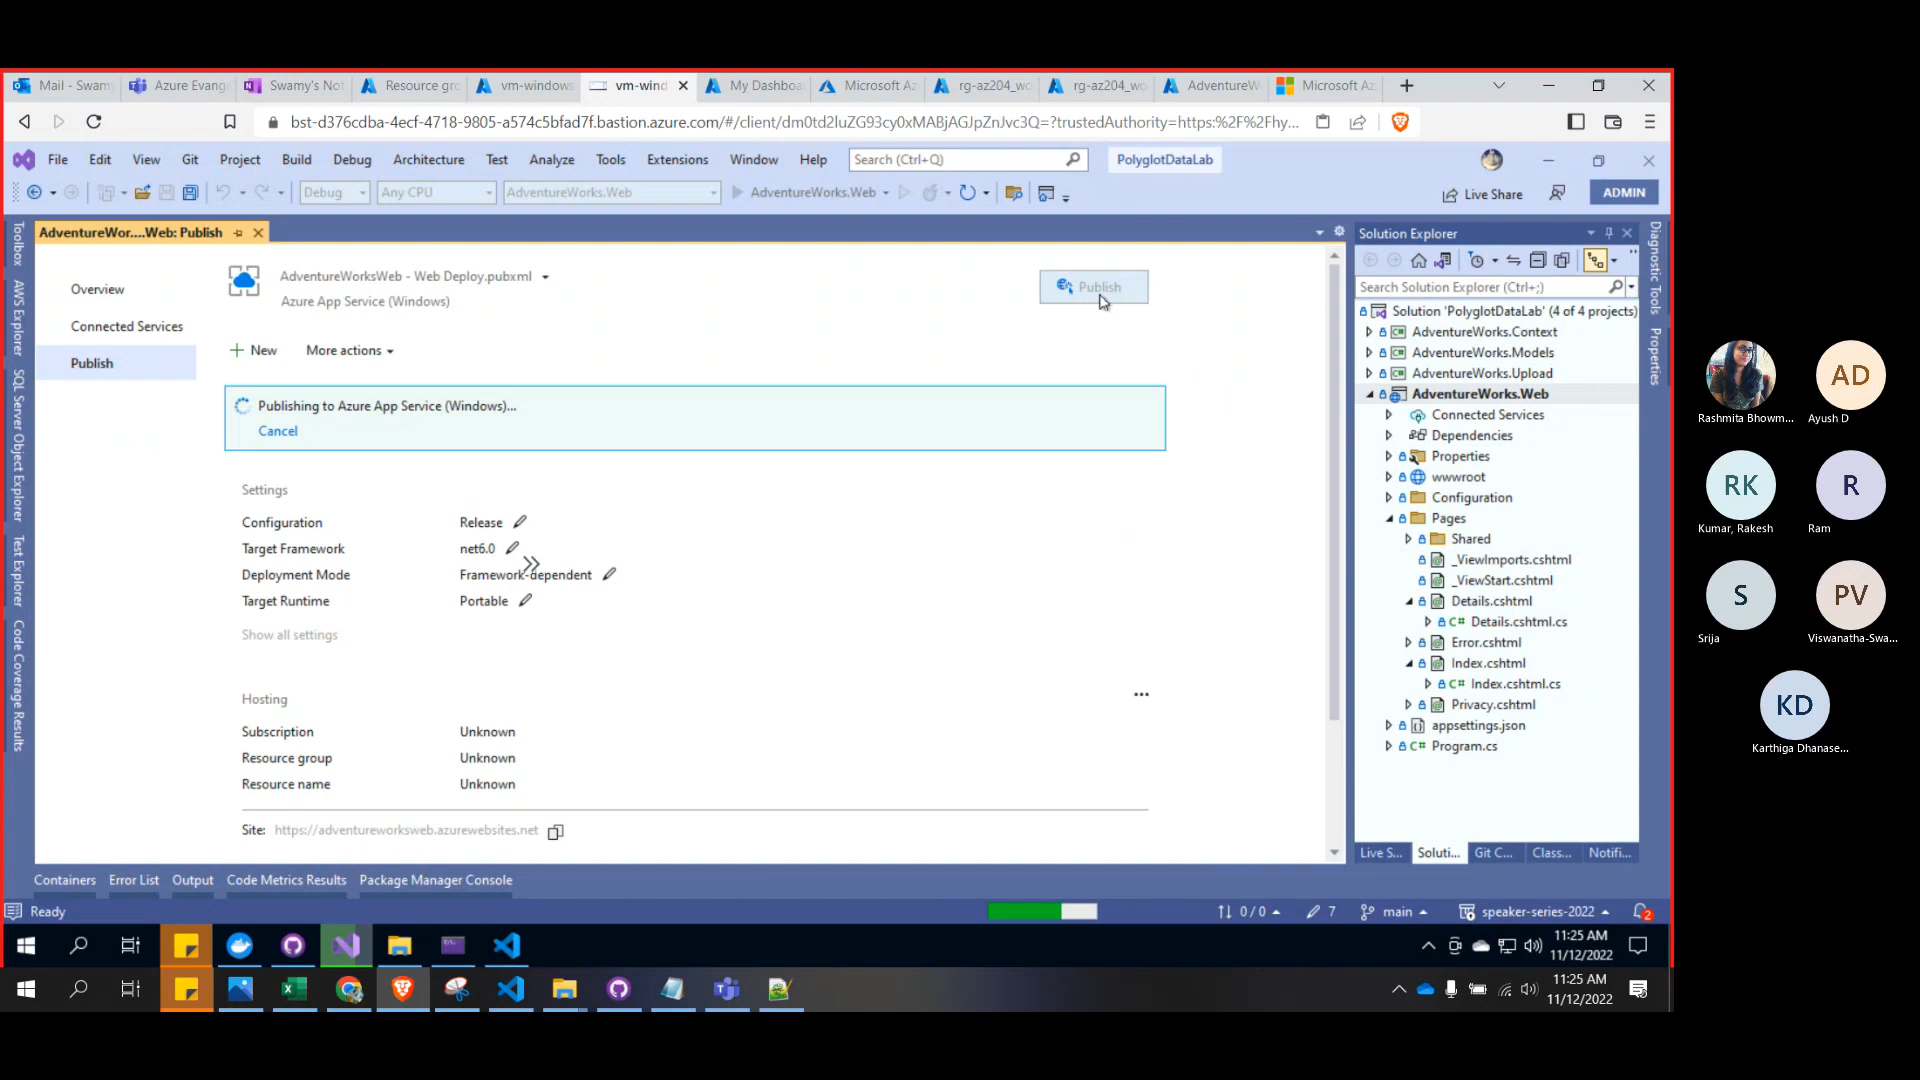 Mail - Swamy
Azure Evang
Swamy's Not
Resource gro
vm-windows
vm-wind
My Dashboa
Microsoft Az
rg-az204_wo
rg-az204_wo
AdventureW
Microsoft Az
bst-d376cdba-4ecf-4718-9805-a574c5bfad7f.bastion.azure.com/#/client/dm0td2luZG93cy0xMABjAGJpZnJvc3Q=?trustedAuthority=https:%2F%2Fhy...
File Edit View Git Project Build Debug Architecture Test Analyze Tools Extensions Window Help Search (Ctrl+Q) PolyglotDataLab
Debug Any CPU AdventureWorks.Web AdventureWorks.Web Live Share ADMIN
AdventureWor....Web: Publish
Toolbox
AWS Explorer
SQL Server Object Explorer
Test Explorer
Code Coverage Results
Overview
Connected Services
Publish
AdventureWorksWeb - Web Deploy.pubxml
Azure App Service (Windows)
Publish
New More actions
Publishing to Azure App Service (Windows)...
Cancel
Settings
Configuration Release
Target Framework net6.0
Deployment Mode Framework-dependent
Target Runtime Portable
Show all settings
Hosting
Subscription Unknown
Resource group Unknown
Resource name Unknown
Site: https://adventureworksweb.azurewebsites.net
Solution Explorer
Search Solution Explorer (Ctrl+;)
Solution 'PolyglotDataLab' (4 of 4 projects)
AdventureWorks.Context
AdventureWorks.Models
AdventureWorks.Upload
AdventureWorks.Web
Connected Services
Dependencies
Properties
wwwroot
Configuration
Pages
Shared
_ViewImports.cshtml
_ViewStart.cshtml
Details.cshtml
C# Details.cshtml.cs
Error.cshtml
Index.cshtml
C# Index.cshtml.cs
Privacy.cshtml
appsettings.json
C# Program.cs
Live S... Soluti... Git C... Class... Notifi...
Diagnostic Tools
Properties
Containers Error List Output Code Metrics Results Package Manager Console
Ready 0 / 0 7 main speaker-series-2022 2
11:25 AM
11/12/2022
11:25 AM
11/12/2022
Rashmita Bhowm...
AD
Ayush D
RK
Kumar, Rakesh
R
Ram
S
Srija
PV
Viswanatha-Swa...
KD
Karthiga Dhanase...